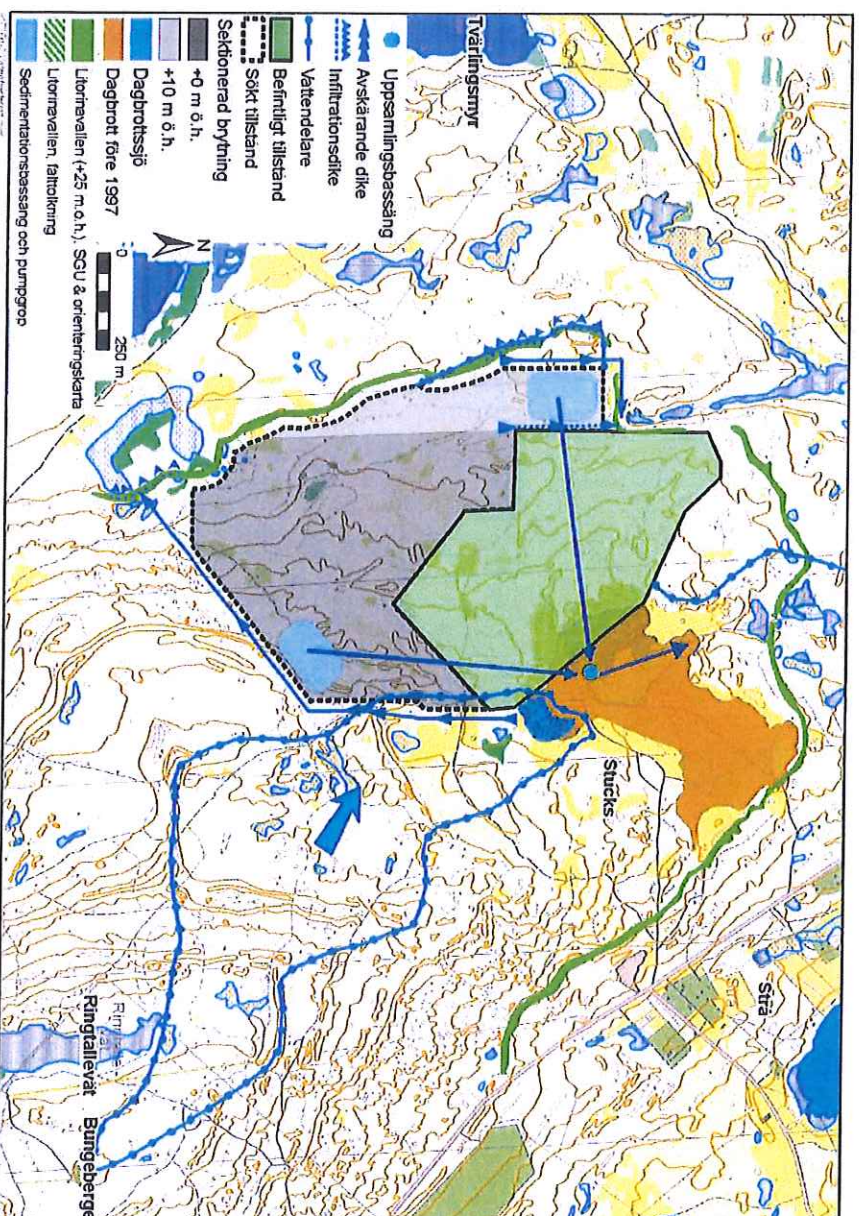 Tvärlingsmyr
Uppsamlingsbassäng
Avskärande dike
Infiltrationsdike
Vattendelare
Befintligt tillstånd
Sökt tillstånd
Sektionerad brytning
+0 m ö.h.
+10 m ö.h.
Dagbrottssjö
Dagbrott före 1997
Litorinavallen (+25 m.ö.h.), SGU & orienteringskarta
Litorinavallen, fälttolkning
Sedimentationsbassäng och pumpgrop
N
0
250 m
Stucks
Strä
Ringtallevät
Bungeberge